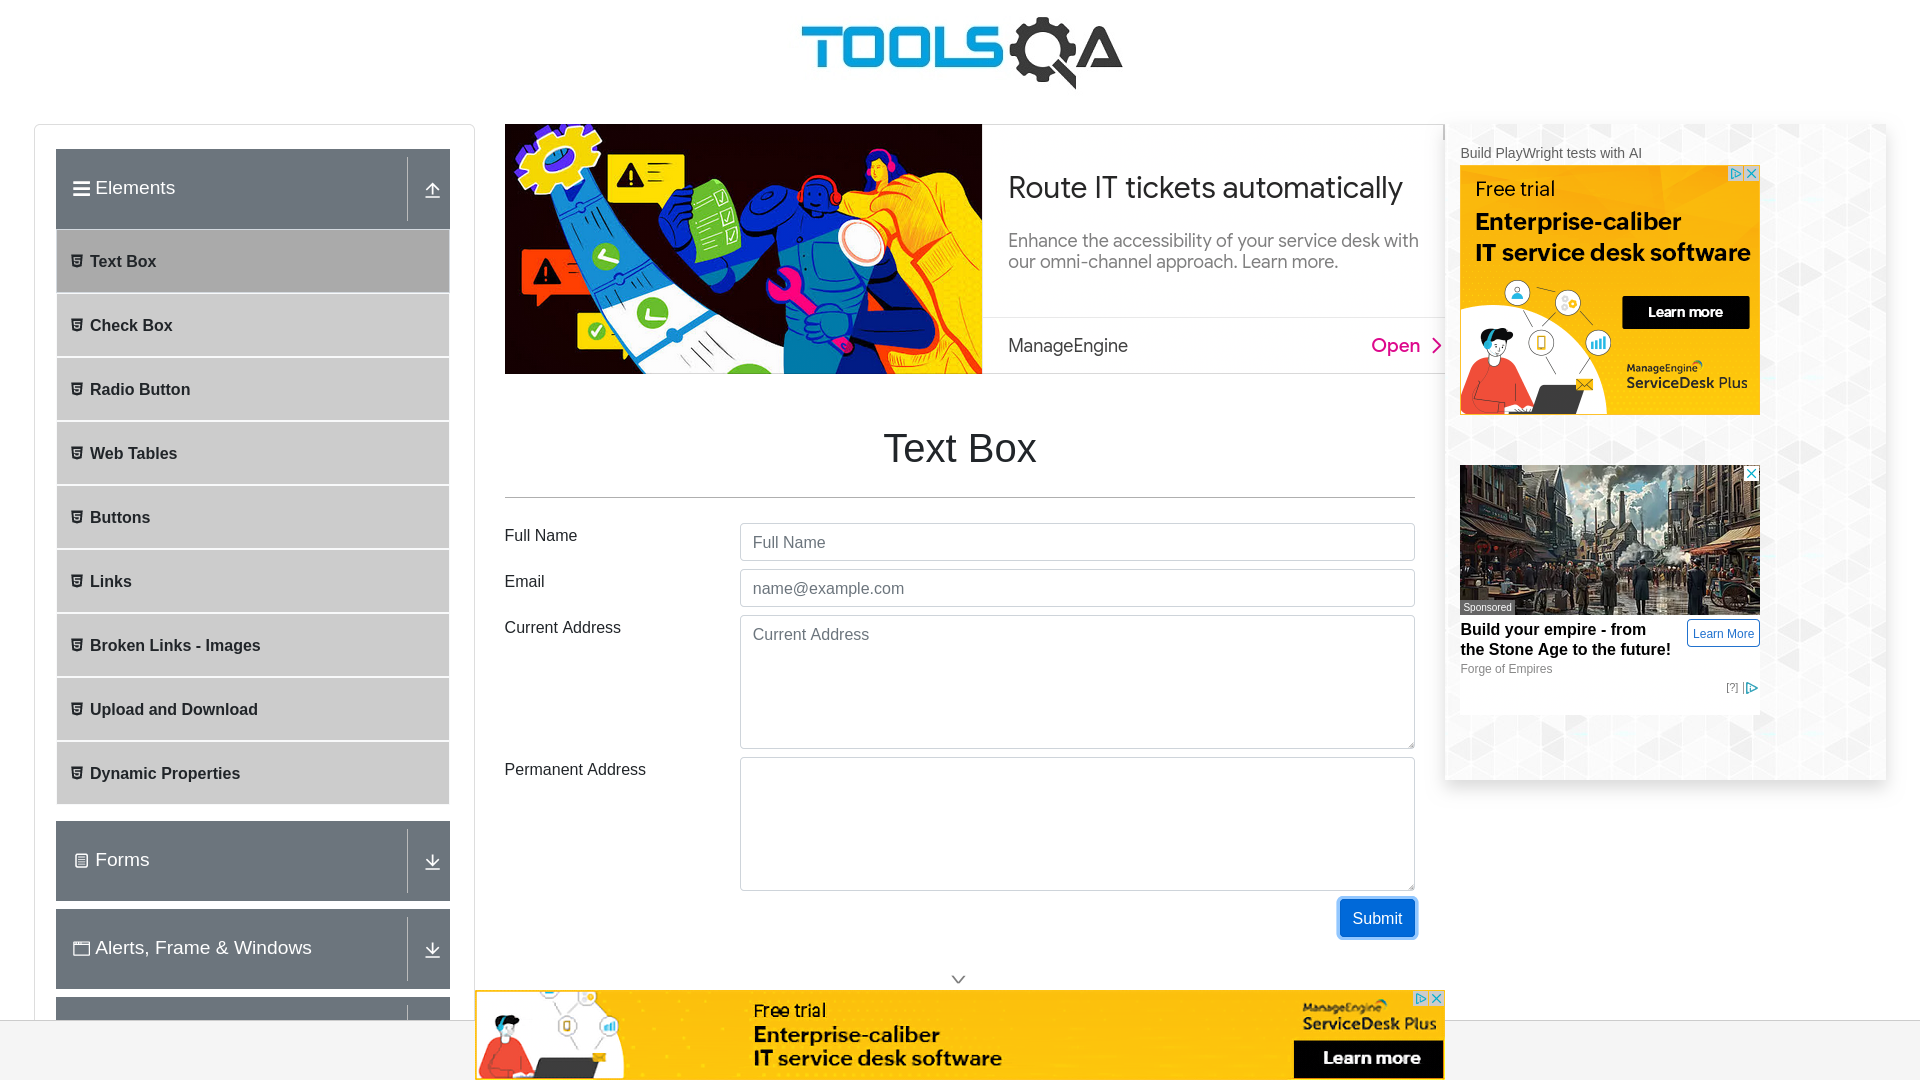 TOOLSQA
Elements
Text Box
Check Box
Radio Button
Web Tables
Buttons
Links
Broken Links - Images
Upload and Download
Dynamic Properties
Forms
Alerts, Frame & Windows
Route IT tickets automatically
Enhance the accessibility of your service desk with
our omni-channel approach. Learn more.
ManageEngine
Open
Text Box
Full Name
Full Name
Email
name@example.com
Current Address
Current Address
Permanent Address
Submit
Build PlayWright tests with AI
Free trial
Enterprise-caliber
IT service desk software
Learn more
ManageEngine
ServiceDesk Plus
Sponsored
Build your empire - from
the Stone Age to the future!
Learn More
Forge of Empires
[?]
Free trial
Enterprise-caliber
IT service desk software
ManageEngine
ServiceDesk Plus
Learn more